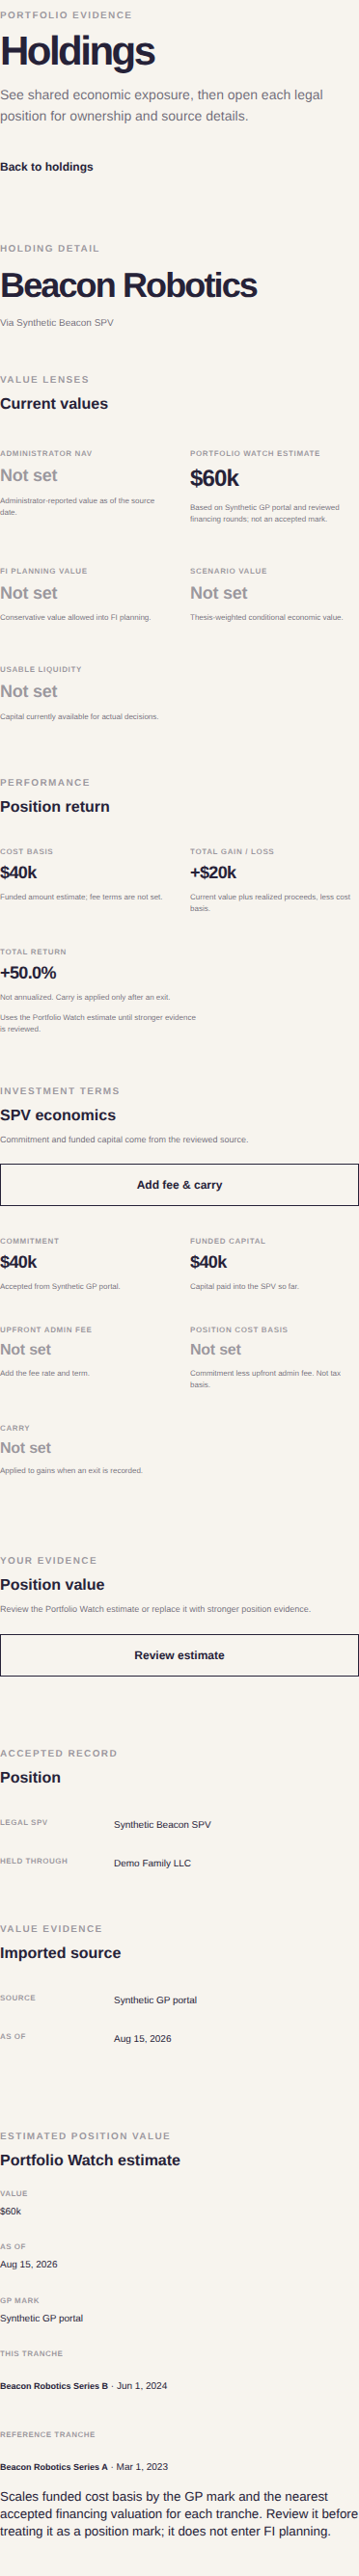 PORTFOLIO EVIDENCE
Holdings
See shared economic exposure, then open each legal
position for ownership and source details.
Back to holdings
HOLDING DETAIL
Beacon Robotics
Via Synthetic Beacon SPV
VALUE LENSES
Current values
ADMINISTRATOR NAV
Not set
Administrator-reported value as of the source
date.
PORTFOLIO WATCH ESTIMATE
$60k
Based on Synthetic GP portal and reviewed
financing rounds; not an accepted mark.
FI PLANNING VALUE
Not set
Conservative value allowed into FI planning.
SCENARIO VALUE
Not set
Thesis-weighted conditional economic value.
USABLE LIQUIDITY
Not set
Capital currently available for actual decisions.
PERFORMANCE
Position return
COST BASIS
$40k
Funded amount estimate; fee terms are not set.
TOTAL GAIN / LOSS
+$20k
Current value plus realized proceeds, less cost
basis.
TOTAL RETURN
+50.0%
Not annualized. Carry is applied only after an exit.
Uses the Portfolio Watch estimate until stronger evidence
is reviewed.
INVESTMENT TERMS
SPV economics
Commitment and funded capital come from the reviewed source.
Add fee & carry
COMMITMENT
$40k
Accepted from Synthetic GP portal.
FUNDED CAPITAL
$40k
Capital paid into the SPV so far.
UPFRONT ADMIN FEE
Not set
Add the fee rate and term.
POSITION COST BASIS
Not set
Commitment less upfront admin fee. Not tax
basis.
CARRY
Not set
Applied to gains when an exit is recorded.
YOUR EVIDENCE
Position value
Review the Portfolio Watch estimate or replace it with stronger position evidence.
Review estimate
ACCEPTED RECORD
Position
LEGAL SPV
Synthetic Beacon SPV
HELD THROUGH
Demo Family LLC
VALUE EVIDENCE
Imported source
SOURCE
Synthetic GP portal
AS OF
Aug 15, 2026
ESTIMATED POSITION VALUE
Portfolio Watch estimate
VALUE
$60k
AS OF
Aug 15, 2026
GP MARK
Synthetic GP portal
THIS TRANCHE
Beacon Robotics Series B · Jun 1, 2024
REFERENCE TRANCHE
Beacon Robotics Series A · Mar 1, 2023
Scales funded cost basis by the GP mark and the nearest
accepted financing valuation for each tranche. Review it before
treating it as a position mark; it does not enter FI planning.